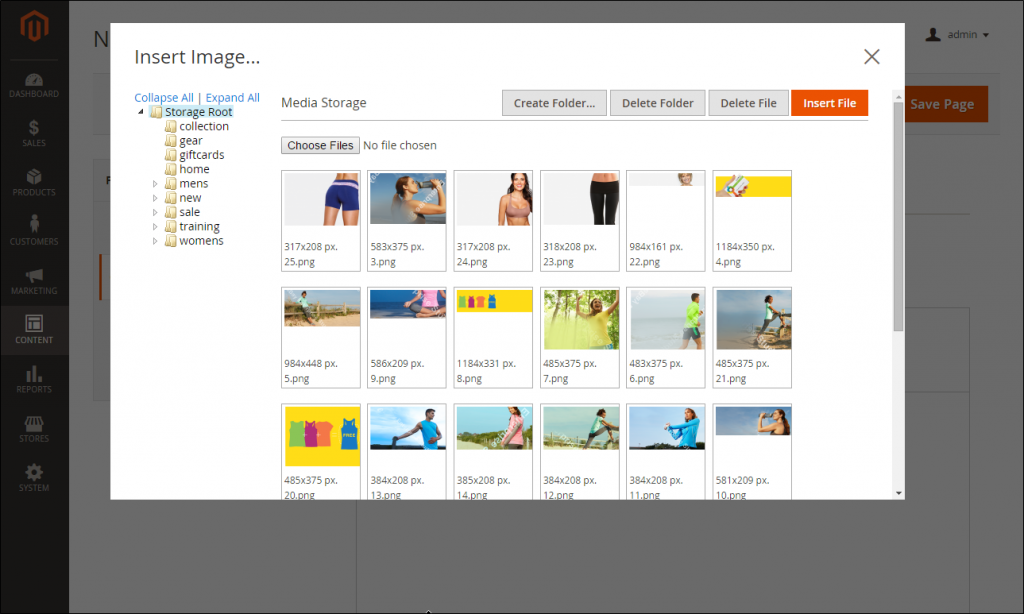 N
admin
Insert Image...
Collapse All | Expand All
Storage Root
collection
gear
giftcards
home
mens
new
sale
training
womens
Media Storage
Create Folder...
Delete Folder
Delete File
Insert File
Save Page
Choose Files No file chosen
317x208 px.
25.png
583x375 px.
3.png
317x208 px.
24.png
318x208 px.
23.png
984x161 px.
22.png
1184x350 px.
4.png
984x448 px.
5.png
586x209 px.
9.png
1184x331 px.
8.png
485x375 px.
7.png
483x375 px.
6.png
485x375 px.
21.png
FREE
485x375 px.
20.png
384x208 px.
13.png
385x208 px.
14.png
384x208 px.
12.png
384x208 px.
11.png
581x209 px.
10.png
DASHBOARD
SALES
PRODUCTS
CUSTOMERS
MARKETING
CONTENT
REPORTS
STORES
SYSTEM